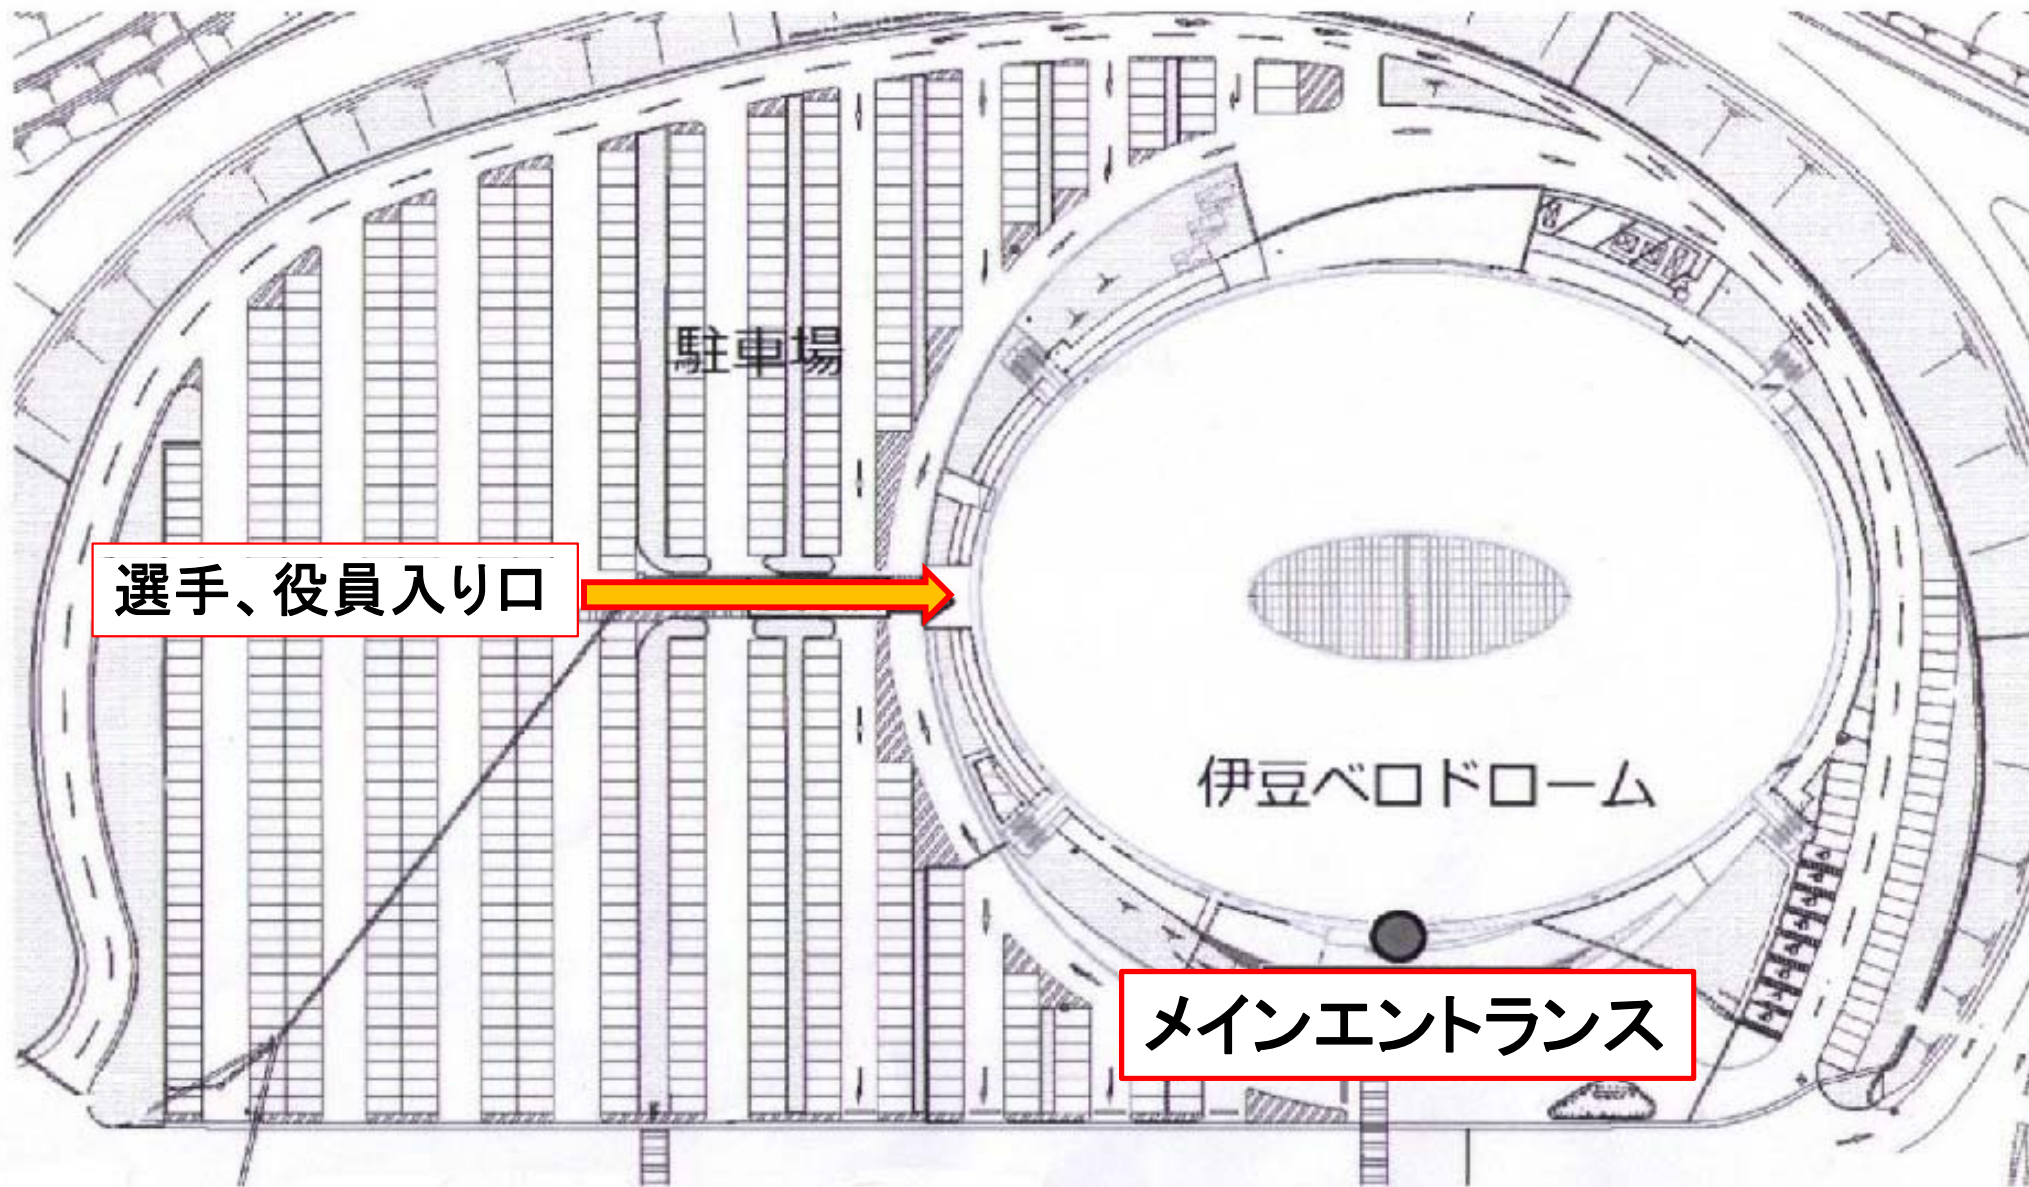 駐車場
選手、役員入り口
伊豆ベロドローム
メインエントランス